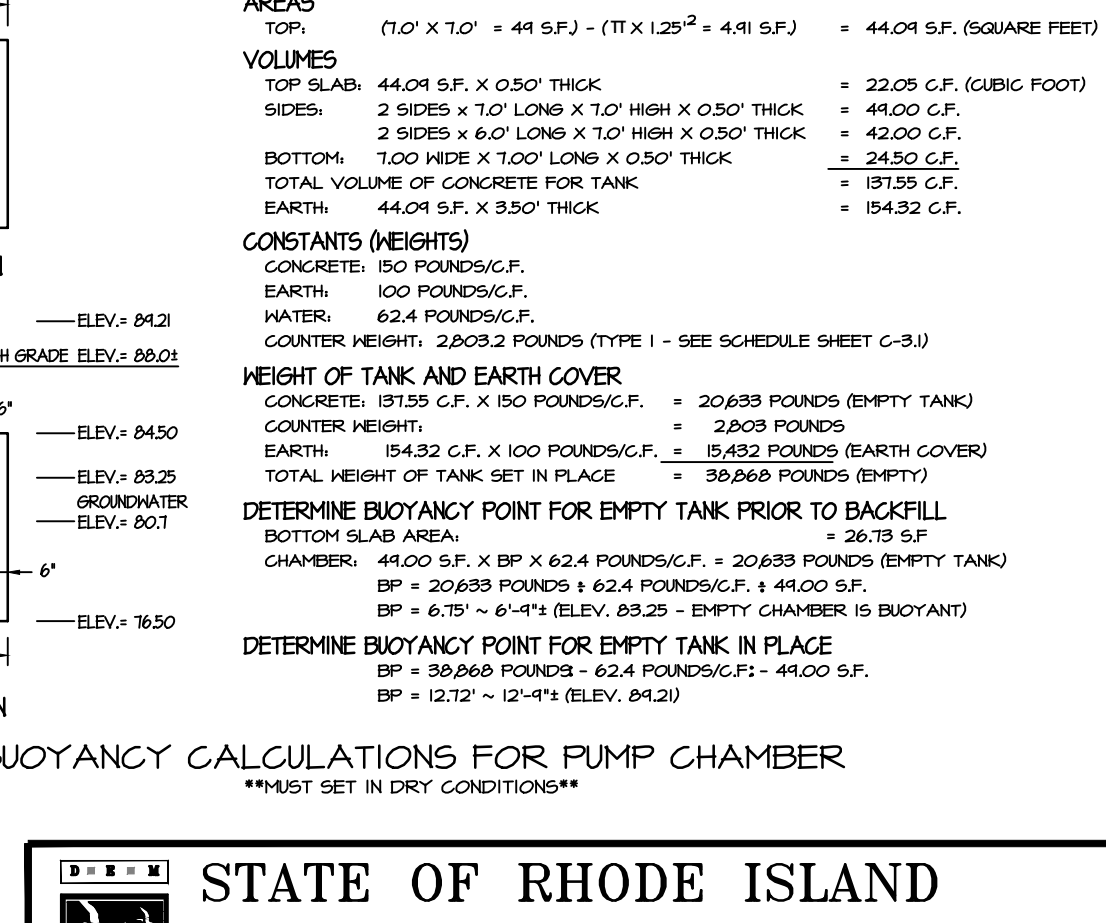 AREAS
TOP: (7.0' X 7.0' = 49 S.F.) - (π X 1.25'² = 4.91 S.F.) = 44.09 S.F. (SQUARE FEET)
VOLUMES
TOP SLAB: 44.09 S.F. X 0.50' THICK = 22.05 C.F. (CUBIC FOOT)
SIDES: 2 SIDES x 7.0' LONG X 7.0' HIGH X 0.50' THICK = 49.00 C.F.
2 SIDES x 6.0' LONG X 7.0' HIGH X 0.50' THICK = 42.00 C.F.
BOTTOM: 7.00 WIDE X 7.00' LONG X 0.50' THICK = 24.50 C.F.
TOTAL VOLUME OF CONCRETE FOR TANK = 137.55 C.F.
EARTH: 44.09 S.F. X 3.50' THICK = 154.32 C.F.
CONSTANTS (WEIGHTS)
CONCRETE: 150 POUNDS/C.F.
EARTH: 100 POUNDS/C.F.
WATER: 62.4 POUNDS/C.F.
COUNTER WEIGHT: 2,803.2 POUNDS (TYPE 1 - SEE SCHEDULE SHEET C-3.1)
WEIGHT OF TANK AND EARTH COVER
CONCRETE: 137.55 C.F. X 150 POUNDS/C.F. = 20,633 POUNDS (EMPTY TANK)
COUNTER WEIGHT: = 2,803 POUNDS
EARTH: 154.32 C.F. X 100 POUNDS/C.F. = 15,432 POUNDS (EARTH COVER)
TOTAL WEIGHT OF TANK SET IN PLACE = 38,868 POUNDS (EMPTY)
DETERMINE BUOYANCY POINT FOR EMPTY TANK PRIOR TO BACKFILL
BOTTOM SLAB AREA: = 26.73 S.F
CHAMBER: 49.00 S.F. X BP X 62.4 POUNDS/C.F. = 20,633 POUNDS (EMPTY TANK)
BP = 20,633 POUNDS ÷ 62.4 POUNDS/C.F. ÷ 49.00 S.F.
BP = 6.75' ~ 6'-9"± (ELEV. 83.25 - EMPTY CHAMBER IS BUOYANT)
DETERMINE BUOYANCY POINT FOR EMPTY TANK IN PLACE
BP = 38,868 POUNDS: - 62.4 POUNDS/C.F: - 49.00 S.F.
BP = 12.72' ~ 12'-9"± (ELEV. 89.21)
ELEV.= 89.21
H GRADE ELEV.= 88.0±
6"
ELEV.= 84.50
ELEV.= 83.25
GROUNDWATER
ELEV.= 80.7
6"
ELEV.= 76.50
N
BUOYANCY CALCULATIONS FOR PUMP CHAMBER
**MUST SET IN DRY CONDITIONS**
D E M
STATE OF RHODE ISLAND